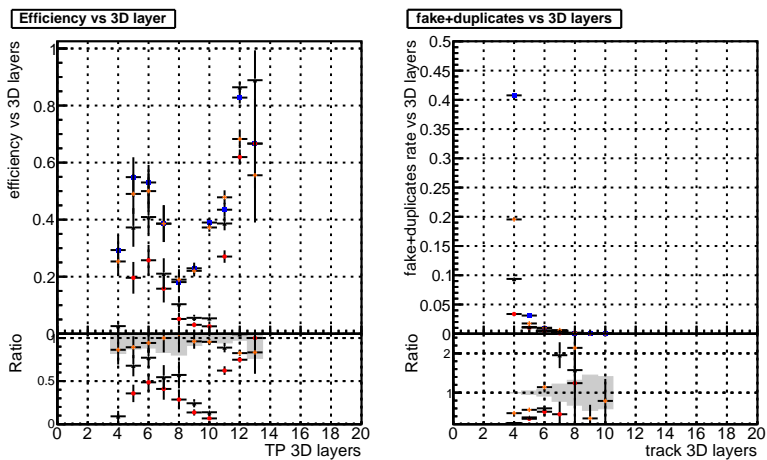 Efficiency vs 3D layer
efficiency vs 3D layers
1
0.8
0.6
0.4
0.2
0
Ratio
1
0.5
0
0 2 4 6 8 10 12 14 16 18 20
TP 3D layers
fake+duplicates vs 3D layers
fake+duplicates rate vs 3D layers
0.5
0.45
0.4
0.35
0.3
0.25
0.2
0.15
0.1
0.05
0
Ratio
2
1
0 2 4 6 8 10 12 14 16 18 20
track 3D layers